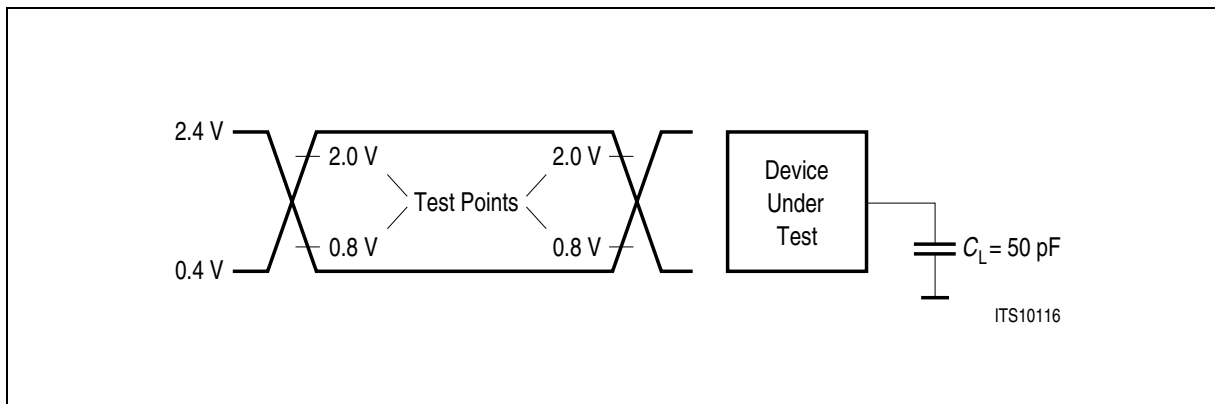 2.4 V
2.0 V
2.0 V
Test Points
0.8 V
0.8 V
0.4 V
Device
Under
Test
C_L = 50 pF
ITS10116